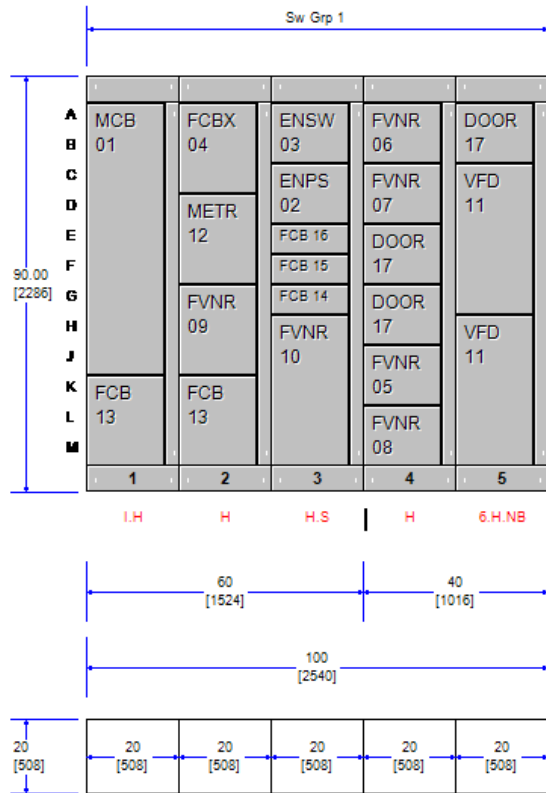 Sw Grp 1
A
B
C
D
E
F
G
H
J
K
L
M
90.00
[2286]
MCB
01
FCB
13
FCBX
04
METR
12
FVNR
09
FCB
13
ENSW
03
ENPS
02
FCB 16
FCB 15
FCB 14
FVNR
10
FVNR
06
FVNR
07
DOOR
17
DOOR
17
FVNR
05
FVNR
08
DOOR
17
VFD
11
VFD
11
1 2 3 4 5
I.H H H.S H 6.H.NB
60
[1524]
40
[1016]
100
[2540]
20
[508]
20
[508]
20
[508]
20
[508]
20
[508]
20
[508]